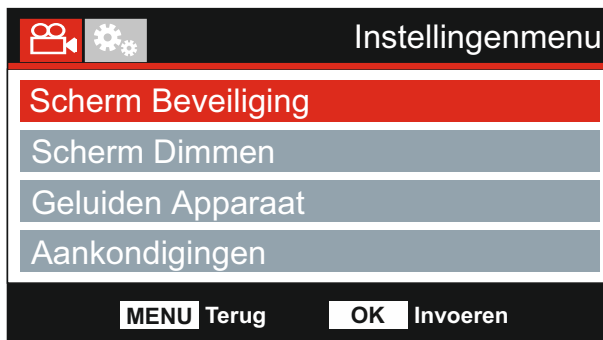 Instellingenmenu
Scherm Beveiliging
Scherm Dimmen
Geluiden Apparaat
Aankondigingen
MENU Terug OK Invoeren